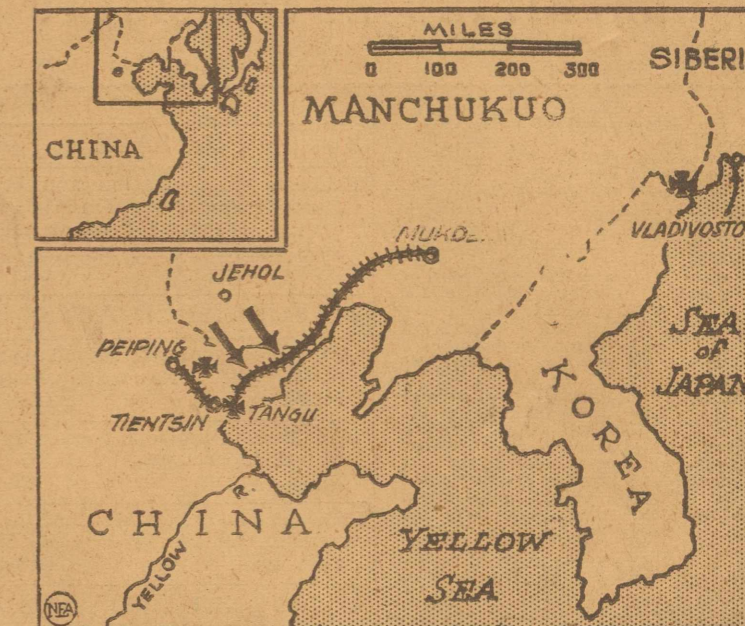 MILES
0 100 200 300
SIBERI
MANCHUKUO
CHINA
VLADIVOSTO
JEHOL
SEA
of
JAPAN
PEIPING
TIENTSIN
TANGU
KOREA
CHINA
YELLOW R.
YELLOW
SEA
NEA